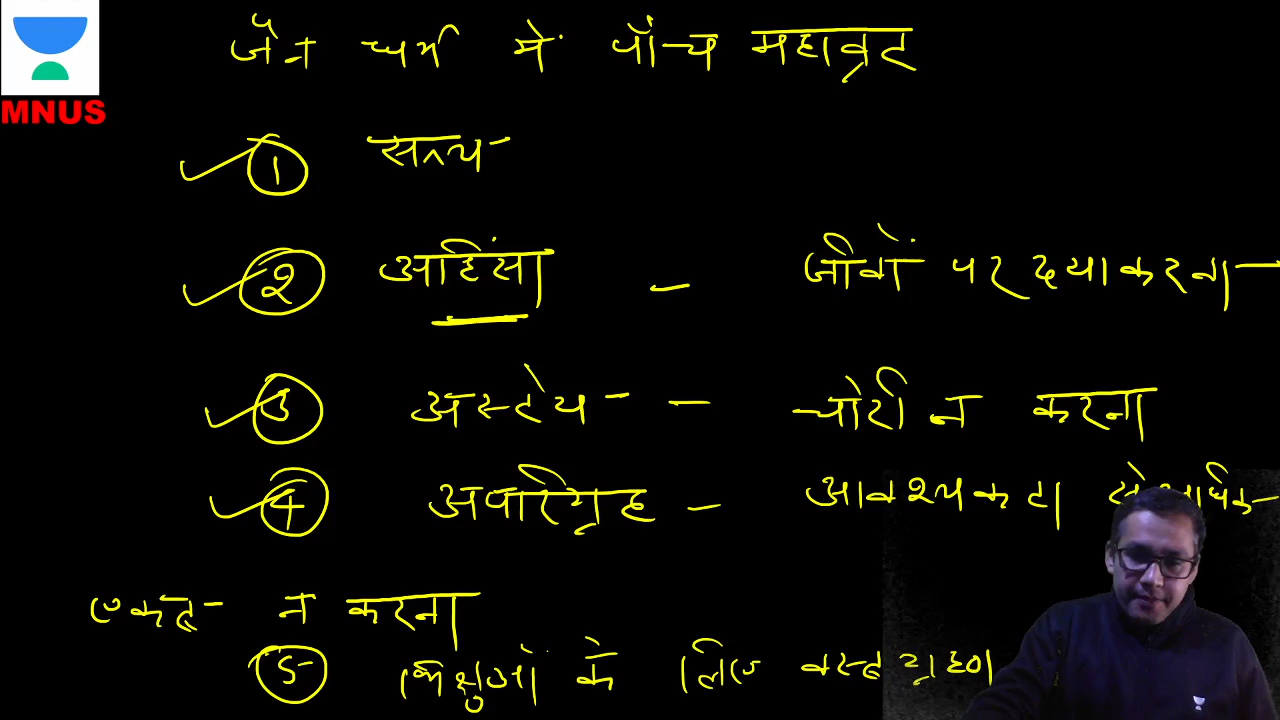 MNUS
जैन धर्म में पाँच महाव्रत
① सत्य
② अहिंसा - जीवों पर दया करना
③ अस्तेय - चोरी न करना
④ अपरिग्रह - आवश्यकता से अधिक
एकत्र न करना
⑤ भिक्षुओं के लिए वस्तु ग्रहण